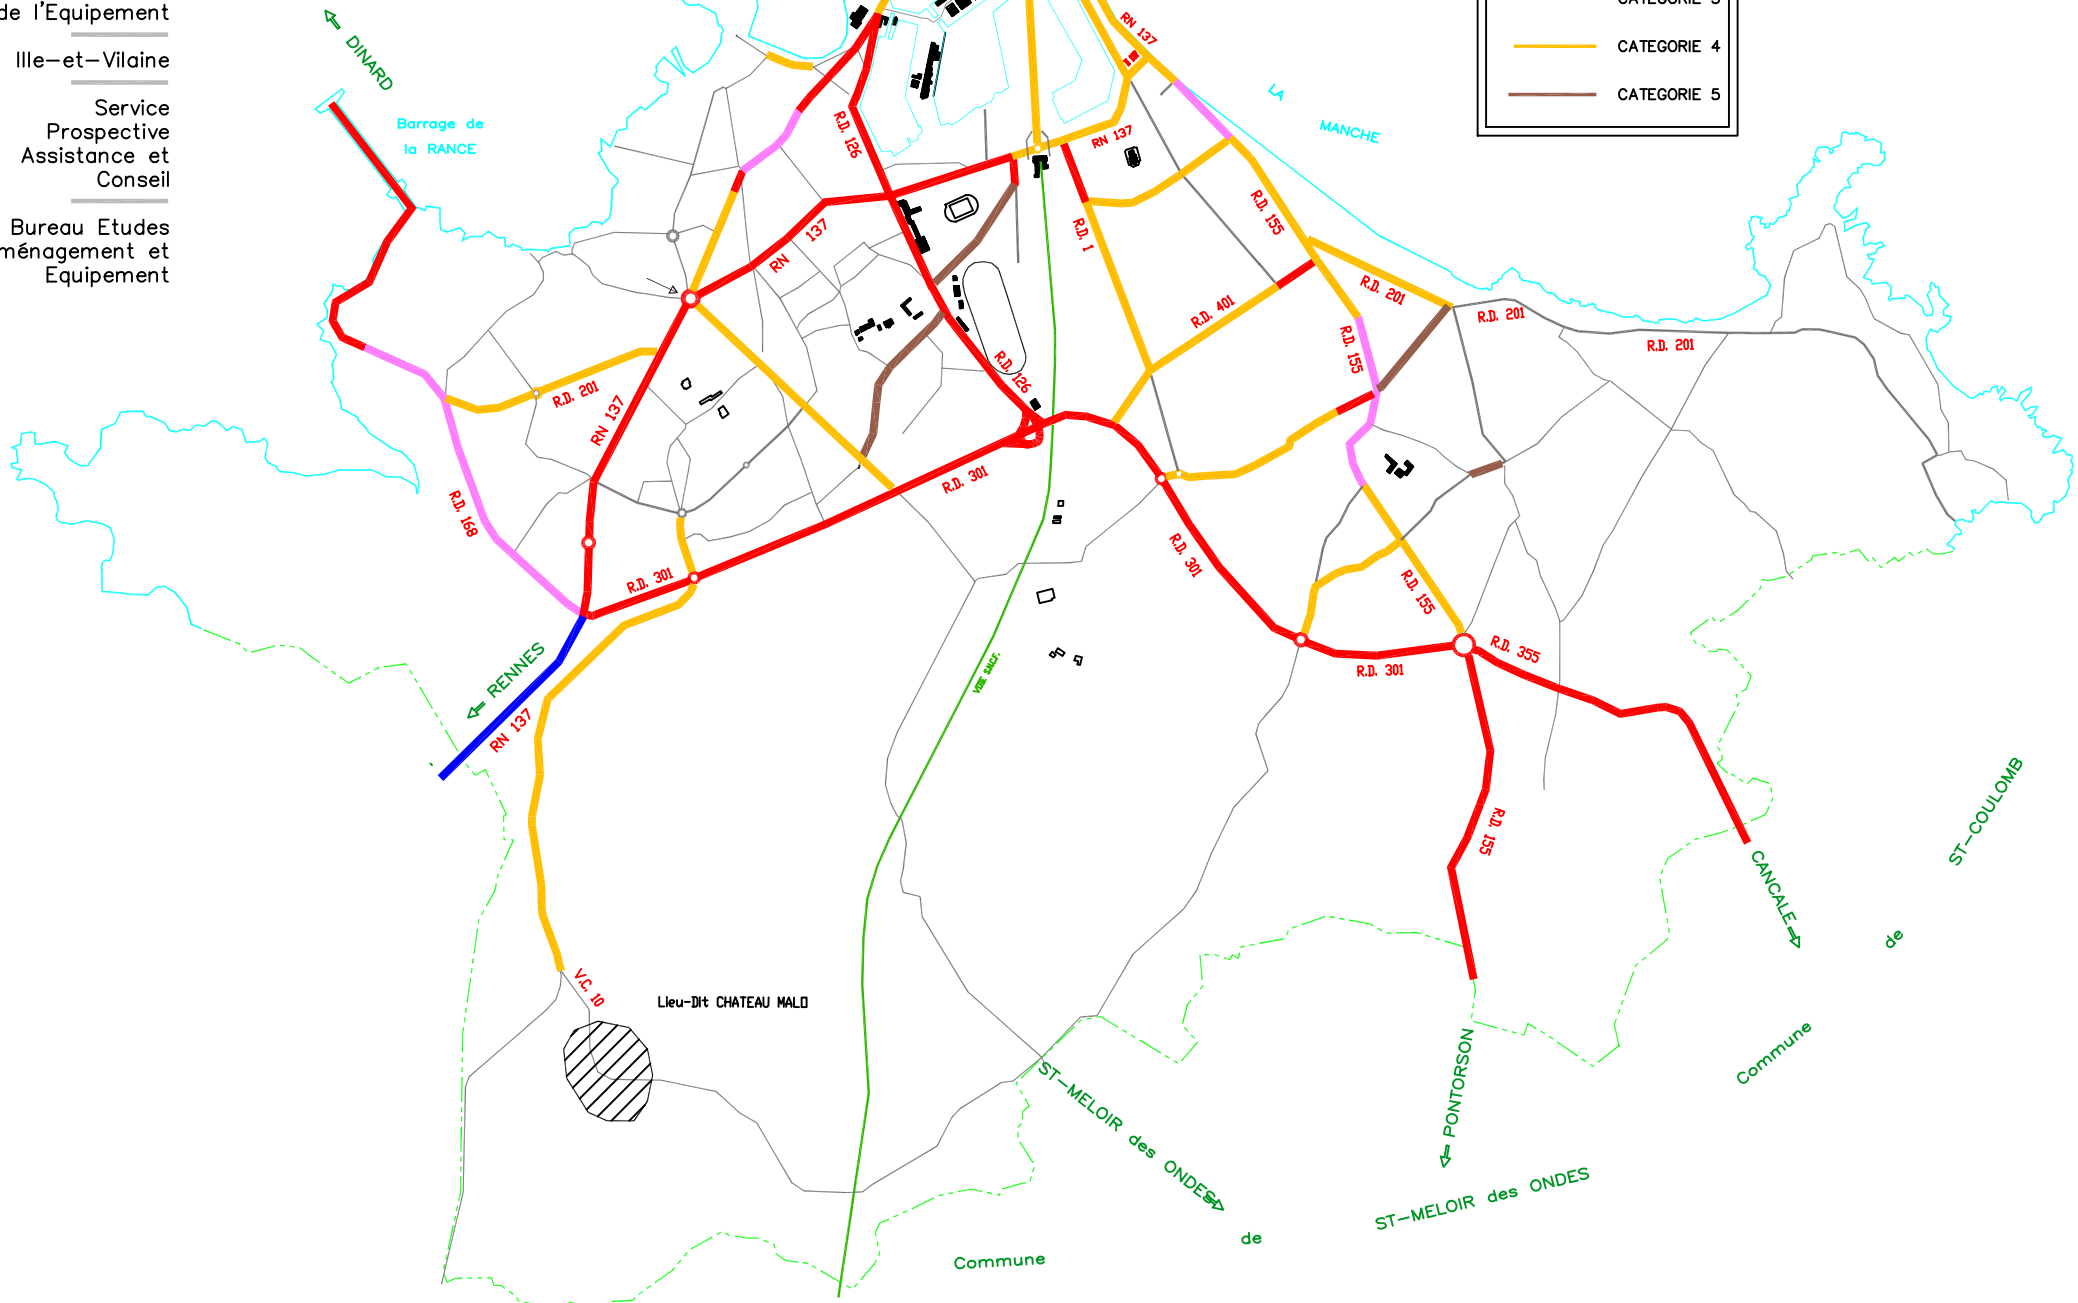 de l'Equipement
Ille-et-Vilaine
Service
Prospective
Assistance et
Conseil
Bureau Etudes
ménagement et
Equipement
DINARD
Barrage de
la RANCE
RN 137
LA
MANCHE
CATEGORIE 4
CATEGORIE 5
R.D. 126
RN 137
RN 137
R.D. 1
R.D. 155
R.D. 201
R.D. 401
R.D. 201
R.D. 155
R.D. 201
R.D. 126
R.D. 201
RN 137
R.D. 168
R.D. 301
R.D. 301
R.D. 301
R.D. 155
R.D. 301
R.D. 355
RENNES
RN 137
VOIE S.N.C.F.
R.D. 155
ST-COULOMB
CANCALE
de
Commune
V.C. 10
Lieu-Dit CHATEAU MALO
PONTORSON
ST-MELOIR des ONDES
ST-MELOIR des ONDES
de
Commune